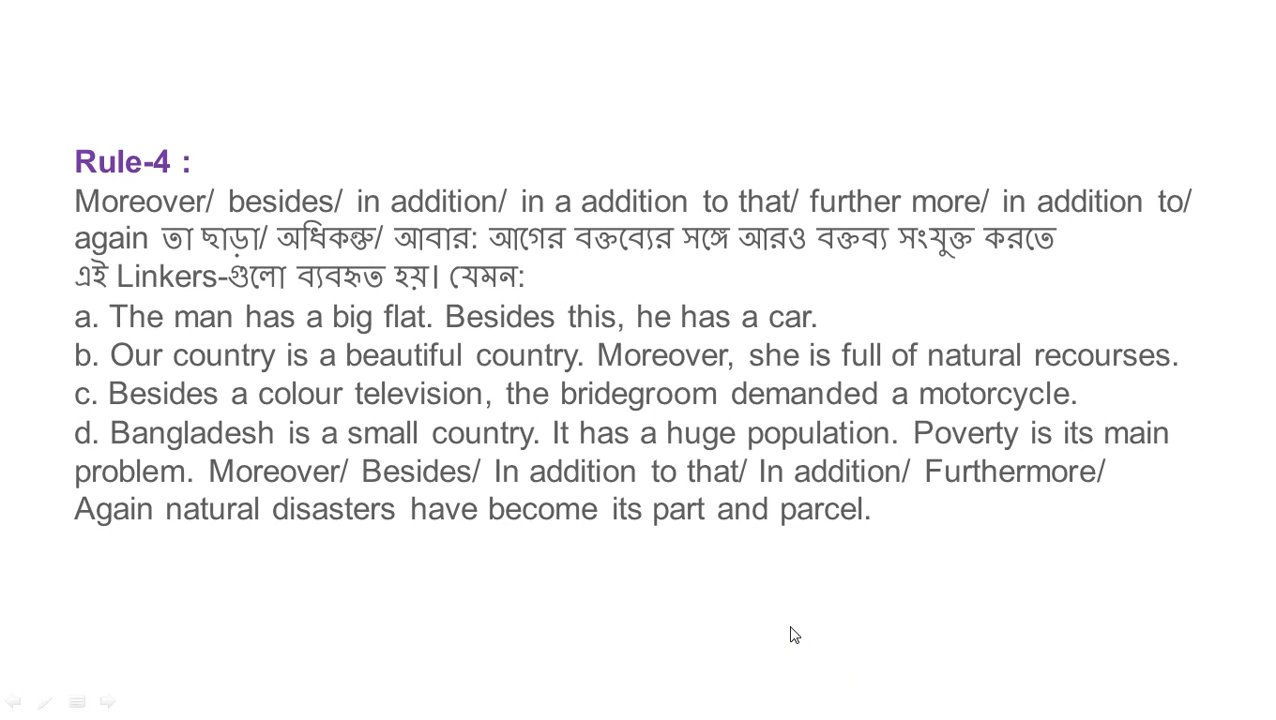 Rule-4 :
Moreover/ besides/ in addition/ in a addition to that/ further more/ in addition to/
again তা ছাড়া/ অধিকন্তু/ আবার: আগের বক্তব্যের সঙ্গে আরও বক্তব্য সংযুক্ত করতে
এই Linkers-গুলো ব্যবহৃত হয়। যেমন:
a. The man has a big flat. Besides this, he has a car.
b. Our country is a beautiful country. Moreover, she is full of natural recourses.
c. Besides a colour television, the bridegroom demanded a motorcycle.
d. Bangladesh is a small country. It has a huge population. Poverty is its main
problem. Moreover/ Besides/ In addition to that/ In addition/ Furthermore/
Again natural disasters have become its part and parcel.